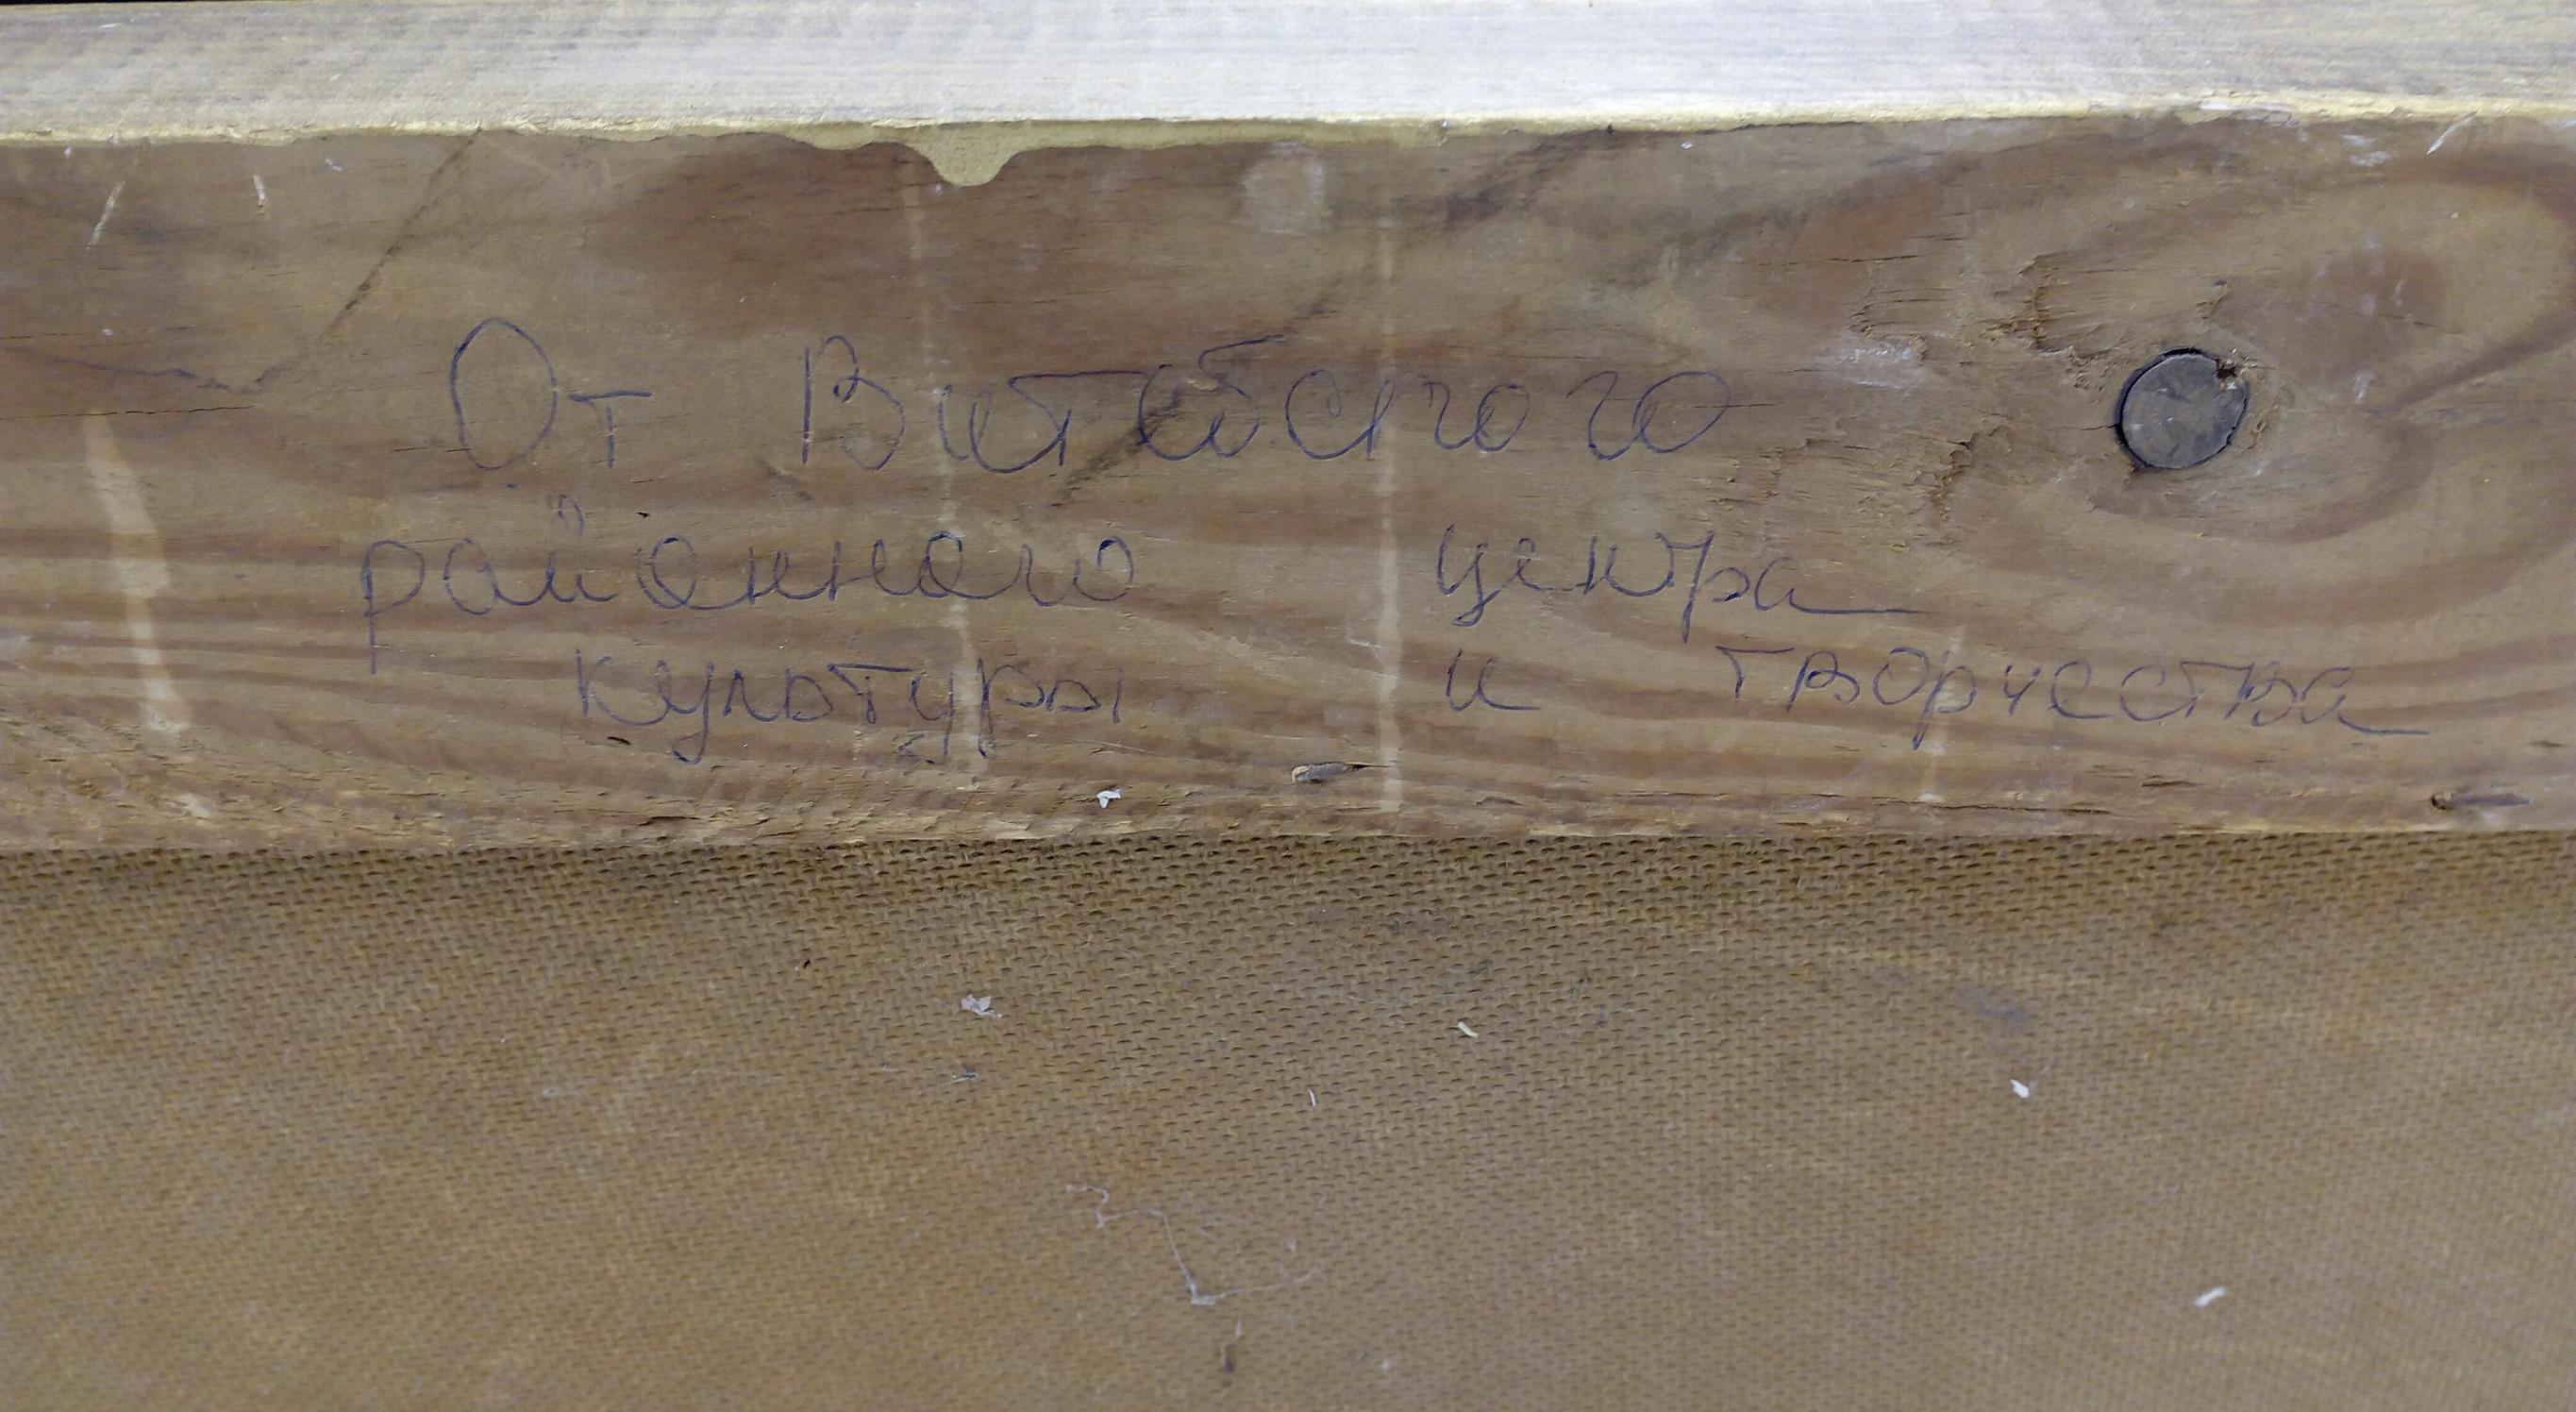 От Витебского
районного центра
культуры и творчества